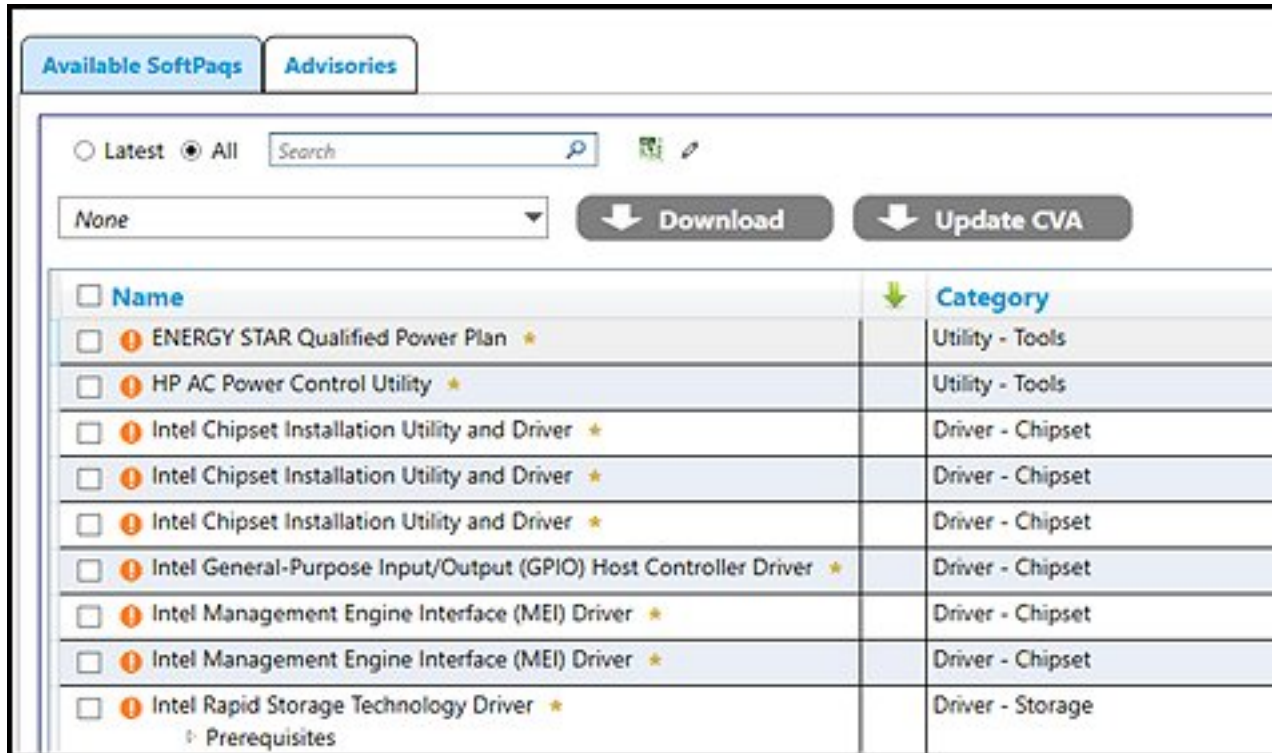 Available SoftPaqs Advisories
Latest All Search
None Download Update CVA
Name Category
ENERGY STAR Qualified Power Plan Utility - Tools
HP AC Power Control Utility Utility - Tools
Intel Chipset Installation Utility and Driver Driver - Chipset
Intel Chipset Installation Utility and Driver Driver - Chipset
Intel Chipset Installation Utility and Driver Driver - Chipset
Intel General-Purpose Input/Output (GPIO) Host Controller Driver Driver - Chipset
Intel Management Engine Interface (MEI) Driver Driver - Chipset
Intel Management Engine Interface (MEI) Driver Driver - Chipset
Intel Rapid Storage Technology Driver Driver - Storage
Prerequisites